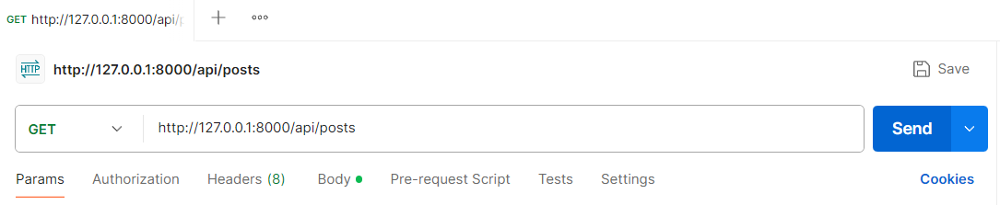 GET http://127.0.0.1:8000/api/p
HTTP http://127.0.0.1:8000/api/posts Save
GET http://127.0.0.1:8000/api/posts Send
Params Authorization Headers (8) Body Pre-request Script Tests Settings Cookies